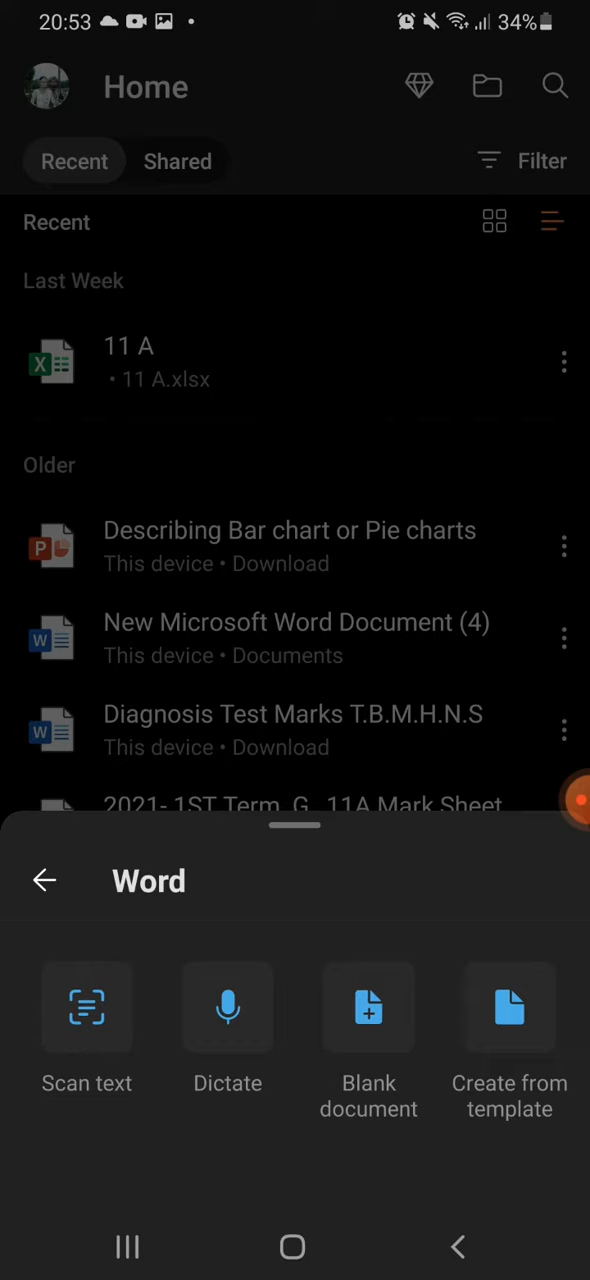 20:53 34%
Home
Recent Shared Filter
Recent
Last Week
11 A
• 11 A.xlsx
Older
Describing Bar chart or Pie charts
This device • Download
New Microsoft Word Document (4)
This device • Documents
Diagnosis Test Marks T.B.M.H.N.S
This device • Download
2021- 1ST Term G 11A Mark Sheet
Word
Scan text
Dictate
Blank
document
Create from
template